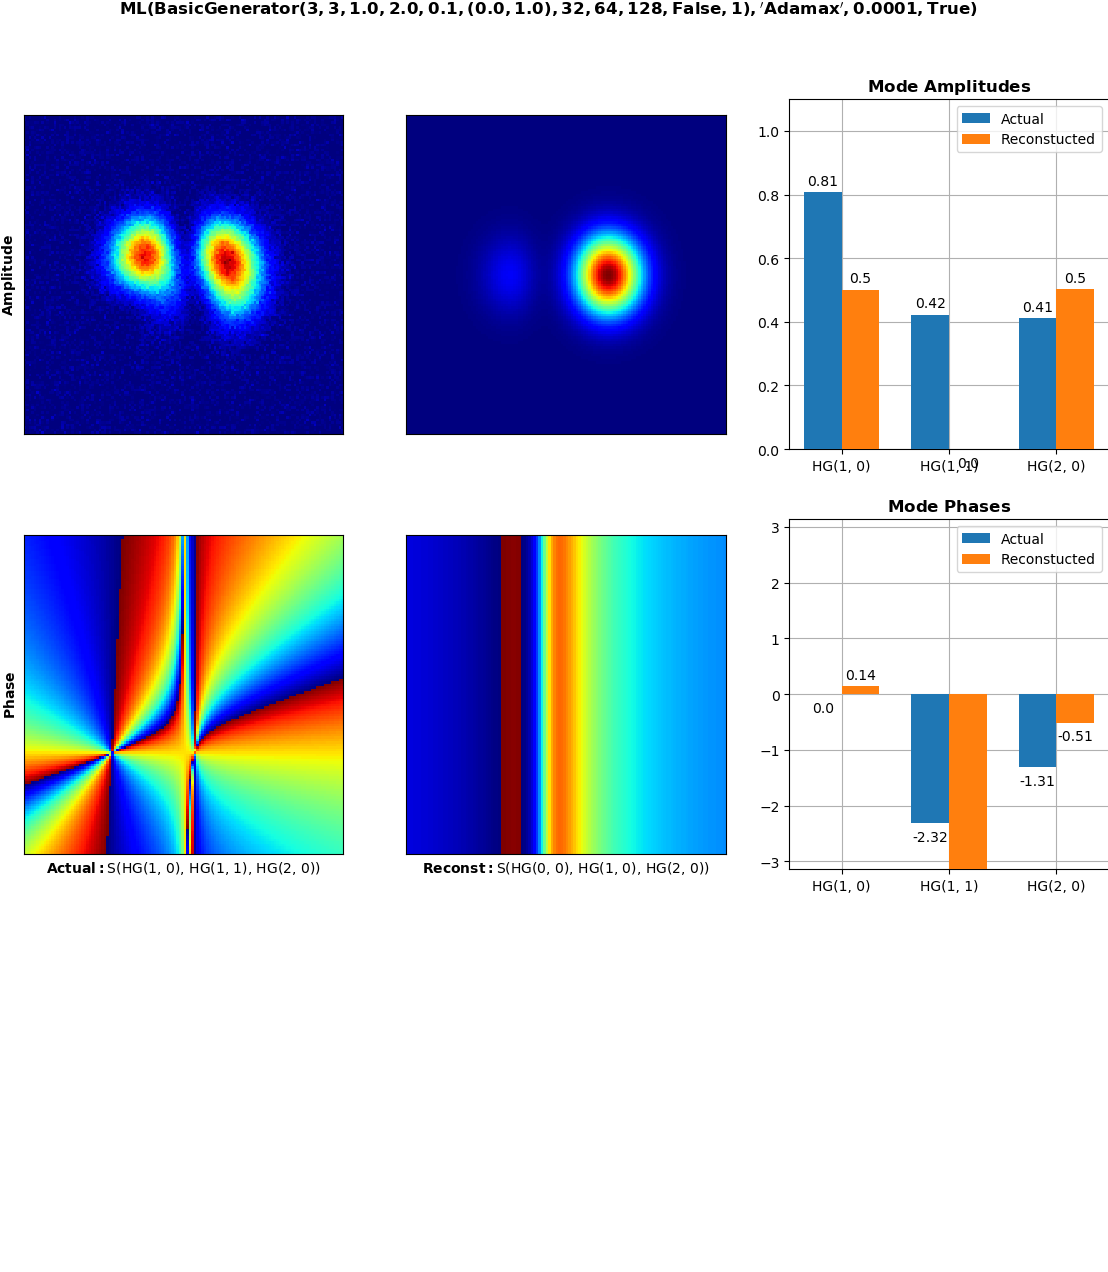 ML(BasicGenerator(3, 3, 1.0, 2.0, 0.1, (0.0, 1.0), 32, 64, 128, False, 1), ′Adamax′, 0.0001, True)
Amplitude
Mode Amplitudes
Actual
Reconstucted
1.0
0.8
0.6
0.4
0.2
0.0
0.81
0.5
0.42
0.0
0.41
0.5
HG(1, 0)
HG(1, 1)
HG(2, 0)
Phase
Actual: S(HG(1, 0), HG(1, 1), HG(2, 0))
Reconst: S(HG(0, 0), HG(1, 0), HG(2, 0))
Mode Phases
Actual
Reconstucted
3
2
1
0
−1
−2
−3
0.0
0.14
-2.32
-1.31
-0.51
HG(1, 0)
HG(1, 1)
HG(2, 0)